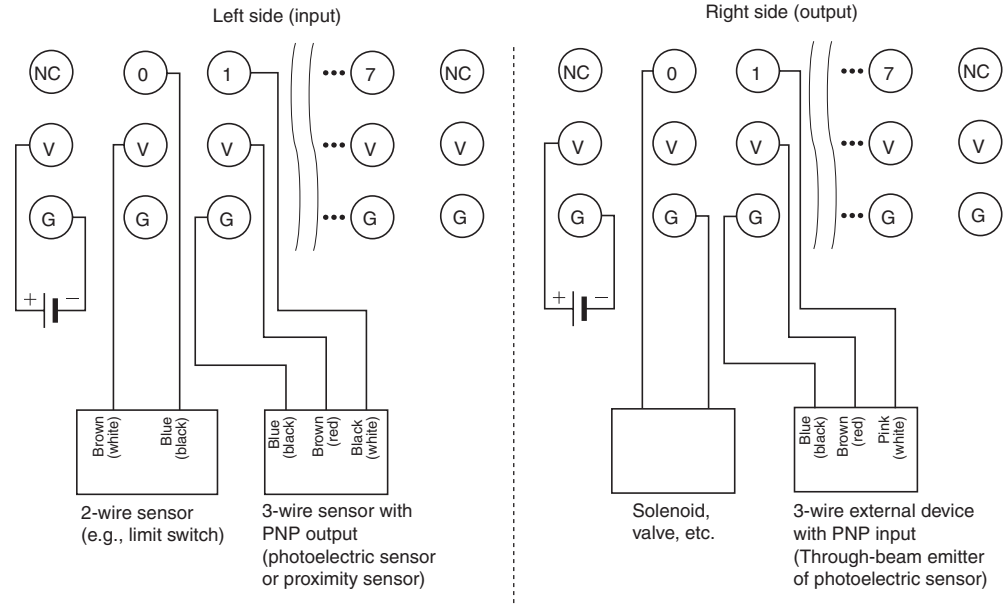 Left side (input)
NC 0 1 ••• 7 NC
V V V ••• V V
G G G ••• G G
+ −
Brown
(white)
Blue
(black)
Blue
(black)
Brown
(red)
Black
(white)
2-wire sensor
(e.g., limit switch)
3-wire sensor with
PNP output
(photoelectric sensor
or proximity sensor)
Right side (output)
NC 0 1 ••• 7 NC
V V V ••• V V
G G G ••• G G
+ −
Blue
(black)
Brown
(red)
Pink
(white)
Solenoid,
valve, etc.
3-wire external device
with PNP input
(Through-beam emitter
of photoelectric sensor)